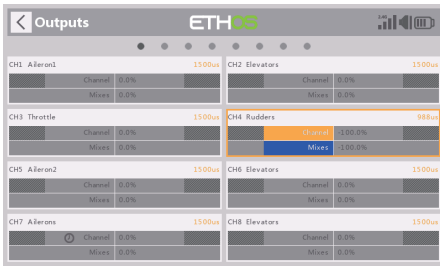 Outputs
ETHOS
2.4G
CH1 Aileron1 1500us
Channel 0.0%
Mixes 0.0%
CH2 Elevators 1500us
Channel 0.0%
Mixes 0.0%
CH3 Throttle 1500us
Channel 0.0%
Mixes 0.0%
CH4 Rudders 988us
Channel -100.0%
Mixes -100.0%
CH5 Aileron2 1500us
Channel 0.0%
Mixes 0.0%
CH6 Elevators 1500us
Channel 0.0%
Mixes 0.0%
CH7 Ailerons 1500us
Channel 0.0%
Mixes 0.0%
CH8 Elevators 1500us
Channel 0.0%
Mixes 0.0%